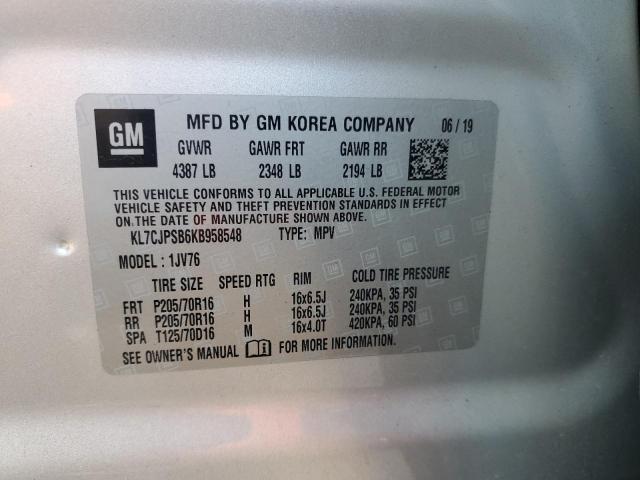 GM MFD BY GM KOREA COMPANY 06 / 19
GVWR GAWR FRT GAWR RR
4387 LB 2348 LB 2194 LB
THIS VEHICLE CONFORMS TO ALL APPLICABLE U.S. FEDERAL MOTOR
VEHICLE SAFETY AND THEFT PREVENTION STANDARDS IN EFFECT ON THE
DATE OF MANUFACTURE SHOWN ABOVE.
KL7CJPSB6KB958548 TYPE: MPV
MODEL : 1JV76
TIRE SIZE SPEED RTG RIM COLD TIRE PRESSURE
FRT P205/70R16 H 16x6.5J 240KPA, 35 PSI
RR P205/70R16 H 16x6.5J 240KPA, 35 PSI
SPA T125/70D16 M 16x4.0T 420KPA, 60 PSI
SEE OWNER'S MANUAL FOR MORE INFORMATION.